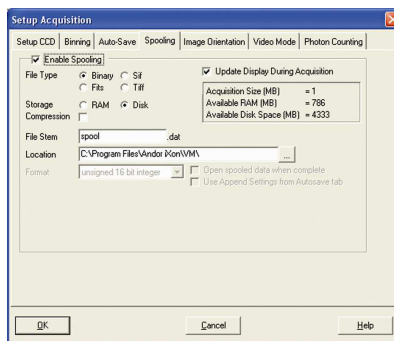 Setup Acquisition
Setup CCD Binning Auto-Save Spooling Image Orientation Video Mode Photon Counting
Enable Spooling
File Type Binary Sif
Fits Tiff
Update Display During Acquisition
Acquisition Size (MB) = 1
Available RAM (MB) = 786
Available Disk Space (MB) = 4333
Storage RAM Disk
Compression
File Stem spool .dat
Location C:\Program Files\Andor iXon\VM\ ...
Format unsigned 16 bit integer
Open spooled data when complete
Use Append Settings from Autosave tab
OK Cancel Help